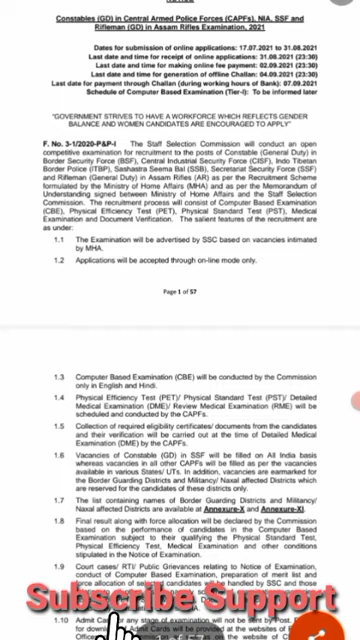 Constables (GD) in Central Armed Police Forces (CAPFs), NIA, SSF and
Rifleman (GD) in Assam Rifles Examination, 2021
Dates for submission of online applications: 17.07.2021 to 31.08.2021
Last date and time for receipt of online applications: 31.08.2021 (23:30)
Last date and time for making online fee payment: 02.09.2021 (23:30)
Last date and time for generation of offline Challan: 04.09.2021 (23:30)
Last date for payment through Challan (during working hours of Bank): 07.09.2021
Schedule of Computer Based Examination (Tier-I): To be informed later
"GOVERNMENT STRIVES TO HAVE A WORKFORCE WHICH REFLECTS GENDER
BALANCE AND WOMEN CANDIDATES ARE ENCOURAGED TO APPLY"
F. No. 3-1/2020-P&P-I The Staff Selection Commission will conduct an open
competitive examination for recruitment to the posts of Constable (General Duty) in
Border Security Force (BSF), Central Industrial Security Force (CISF), Indo Tibetan
Border Police (ITBP), Sashastra Seema Bal (SSB), Secretariat Security Force (SSF)
and Rifleman (General Duty) in Assam Rifles (AR) as per the Recruitment Scheme
formulated by the Ministry of Home Affairs (MHA) and as per the Memorandum of
Understanding signed between Ministry of Home Affairs and the Staff Selection
Commission. The recruitment process will consist of Computer Based Examination
(CBE), Physical Efficiency Test (PET), Physical Standard Test (PST), Medical
Examination and Document Verification. The salient features of the recruitment are
as under:
1.1 The Examination will be advertised by SSC based on vacancies intimated
by MHA.
1.2 Applications will be accepted through on-line mode only.
Page 1 of 57
1.3 Computer Based Examination (CBE) will be conducted by the Commission
only in English and Hindi.
1.4 Physical Efficiency Test (PET)/ Physical Standard Test (PST)/ Detailed
Medical Examination (DME)/ Review Medical Examination (RME) will be
scheduled and conducted by the CAPFs.
1.5 Collection of required eligibility certificates/ documents from the candidates
and their verification will be carried out at the time of Detailed Medical
Examination (DME) by the CAPFs.
1.6 Vacancies of Constable (GD) in SSF will be filled on All India basis
whereas vacancies in all other CAPFs will be filled as per the vacancies
available in various States/ UTs. In addition, vacancies are earmarked for
the Border Guarding Districts and Militancy/ Naxal affected Districts which
are reserved for the candidates of these districts only.
1.7 The list containing names of Border Guarding Districts and Militancy/
Naxal affected Districts are available at Annexure-X and Annexure-XI.
1.8 Final result along with force allocation will be declared by the Commission
based on the performance of candidates in the Computer Based
Examination subject to their qualifying the Physical Standard Test,
Physical Efficiency Test, Medical Examination and other conditions
stipulated in the Notice of Examination.
1.9 Court cases/ RTI/ Public Grievances relating to Notice of Examination,
conduct of Computer Based Examination, preparation of merit list and
force allocation of selected candidates will be handled by SSC and those
Subscribe Support
1.10 Admit Card for any stage of examination will not be sent by Post.
for Admit Cards will be provided at the websites of
the website of